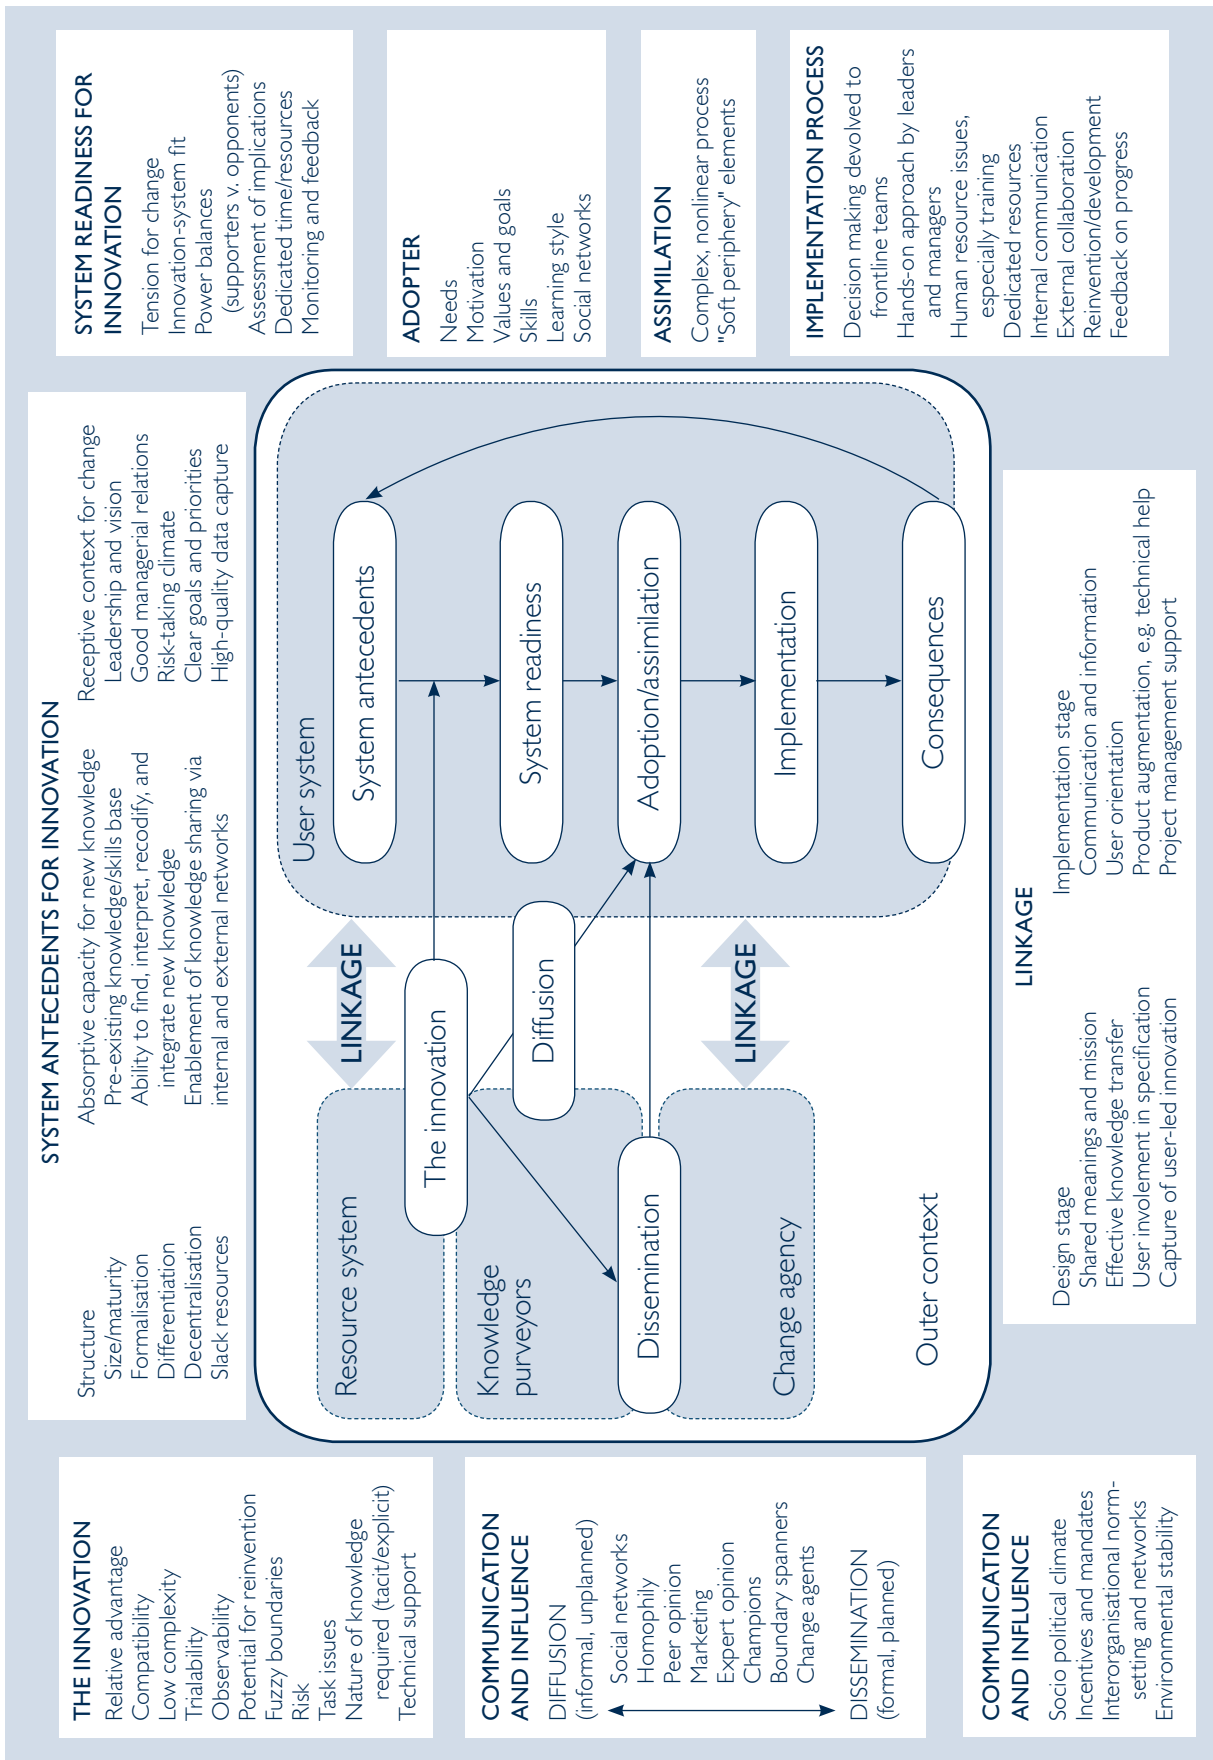 THE INNOVATION
Relative advantage
Compatibility
Low complexity
Trialability
Observability
Potential for reinvention
Fuzzy boundaries
Risk
Task issues
Nature of knowledge
required (tacit/explicit)
Technical support
COMMUNICATION
AND INFLUENCE
DIFFUSION
(informal, unplanned)
Social networks
Homophily
Peer opinion
Marketing
Expert opinion
Champions
Boundary spanners
Change agents
DISSEMINATION
(formal, planned)
COMMUNICATION
AND INFLUENCE
Socio political climate
Incentives and mandates
Interorganisational norm-
setting and networks
Environmental stability
SYSTEM ANTECEDENTS FOR INNOVATION
Structure
Size/maturity
Formalisation
Differentiation
Decentralisation
Slack resources
Absorptive capacity for new knowledge
Pre-existing knowledge/skills base
Ability to find, interpret, recodify, and
integrate new knowledge
Enablement of knowledge sharing via
internal and external networks
Receptive context for change
Leadership and vision
Good managerial relations
Risk-taking climate
Clear goals and priorities
High-quality data capture
Resource system
Knowledge
purveyors
Change agency
Outer context
The innovation
Diffusion
Dissemination
LINKAGE
LINKAGE
User system
System antecedents
System readiness
Adoption/assimilation
Implementation
Consequences
LINKAGE
Design stage
Shared meanings and mission
Effective knowledge transfer
User involement in specification
Capture of user-led innovation
Implementation stage
Communication and information
User orientation
Product augmentation, e.g. technical help
Project management support
SYSTEM READINESS FOR
INNOVATION
Tension for change
Innovation-system fit
Power balances
(supporters v. opponents)
Assessment of implications
Dedicated time/resources
Monitoring and feedback
ADOPTER
Needs
Motivation
Values and goals
Skills
Learning style
Social networks
ASSIMILATION
Complex, nonlinear process
"Soft periphery" elements
IMPLEMENTATION PROCESS
Decision making devolved to
frontline teams
Hands-on approach by leaders
and managers
Human resource issues,
especially training
Dedicated resources
Internal communication
External collaboration
Reinvention/development
Feedback on progress